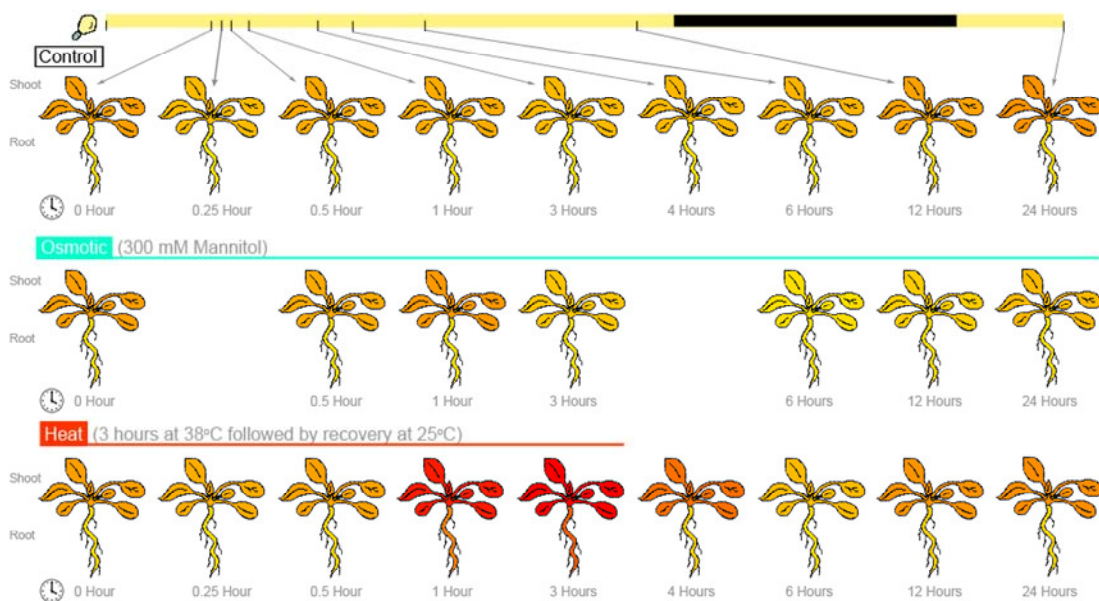 Control
Shoot
Root
0 Hour 0.25 Hour 0.5 Hour 1 Hour 3 Hours 4 Hours 6 Hours 12 Hours 24 Hours
Osmotic (300 mM Mannitol)
Shoot
Root
0 Hour 0.5 Hour 1 Hour 3 Hours 6 Hours 12 Hours 24 Hours
Heat (3 hours at 38ºC followed by recovery at 25ºC)
Shoot
Root
0 Hour 0.25 Hour 0.5 Hour 1 Hour 3 Hours 4 Hours 6 Hours 12 Hours 24 Hours